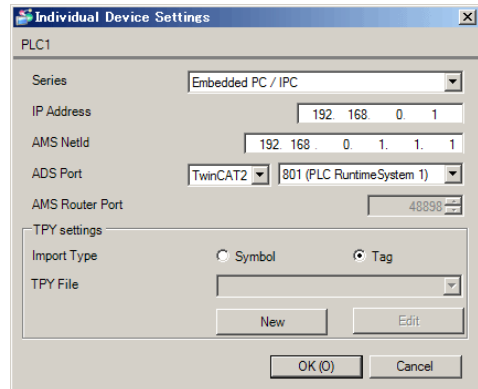 Individual Device Settings
PLC1
Series Embedded PC / IPC
IP Address 192. 168. 0. 1
AMS NetId 192. 168 . 0. 1. 1. 1
ADS Port TwinCAT2 801 (PLC RuntimeSystem 1)
AMS Router Port 48898
TPY settings
Import Type Symbol Tag
TPY File
New Edit
OK (O) Cancel